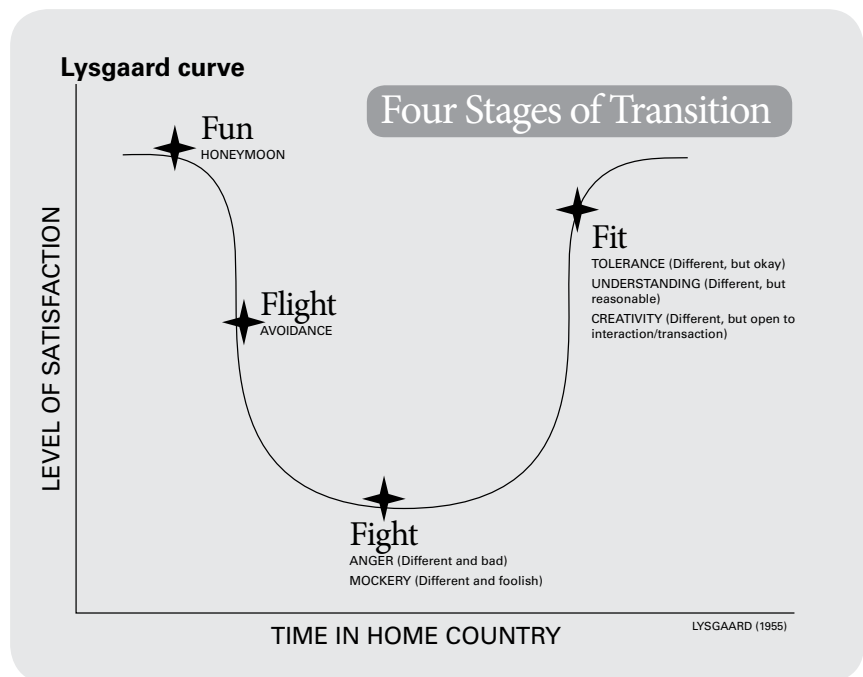 Lysgaard curve
Four Stages of Transition
Fun
HONEYMOON
LEVEL OF SATISFACTION
Flight
AVOIDANCE
Fit
TOLERANCE (Different, but okay)
UNDERSTANDING (Different, but
reasonable)
CREATIVITY (Different, but open to
interaction/transaction)
Fight
ANGER (Different and bad)
MOCKERY (Different and foolish)
TIME IN HOME COUNTRY
LYSGAARD (1955)